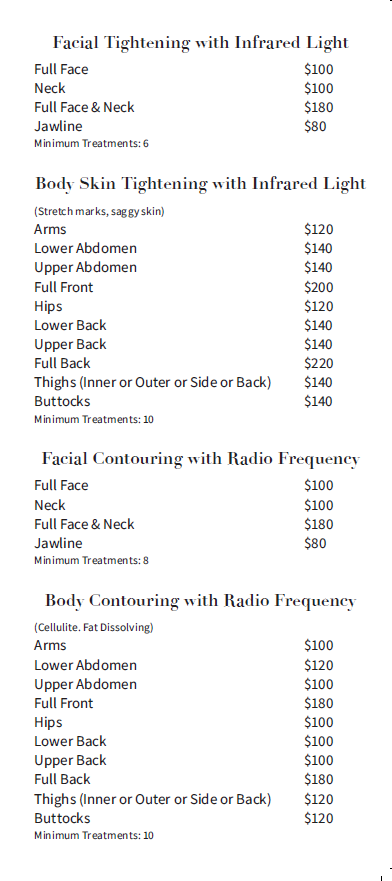 Facial Tightening with Infrared Light
Full Face $100
Neck $100
Full Face & Neck $180
Jawline $80
Minimum Treatments: 6
Body Skin Tightening with Infrared Light
(Stretch marks, saggy skin)
Arms $120
Lower Abdomen $140
Upper Abdomen $140
Full Front $200
Hips $120
Lower Back $140
Upper Back $140
Full Back $220
Thighs (Inner or Outer or Side or Back) $140
Buttocks $140
Minimum Treatments: 10
Facial Contouring with Radio Frequency
Full Face $100
Neck $100
Full Face & Neck $180
Jawline $80
Minimum Treatments: 8
Body Contouring with Radio Frequency
(Cellulite. Fat Dissolving)
Arms $100
Lower Abdomen $120
Upper Abdomen $100
Full Front $180
Hips $100
Lower Back $100
Upper Back $100
Full Back $180
Thighs (Inner or Outer or Side or Back) $120
Buttocks $120
Minimum Treatments: 10